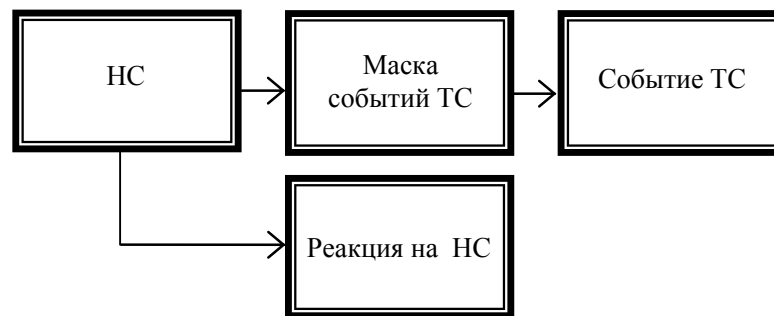 НС
Маска
событий ТС
Событие ТС
Реакция на НС